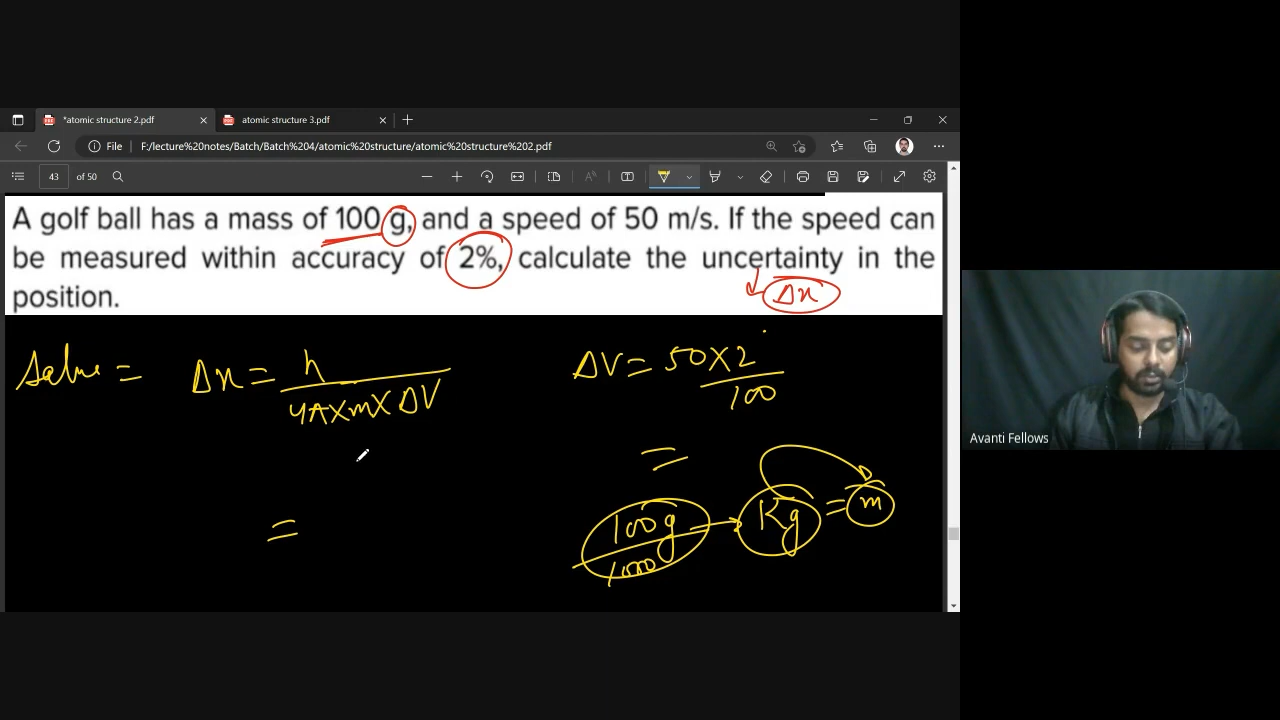 *atomic structure 2.pdf
atomic structure 3.pdf
File F:/lecture%20notes/Batch/Batch%204/atomic%20structure/atomic%20structure%202.pdf
43 of 50
A golf ball has a mass of 100 g, and a speed of 50 m/s. If the speed can
be measured within accuracy of 2%, calculate the uncertainty in the
position.
Δx
Δx = h
4π×m×ΔV
=
ΔV = 50×2
100
=
100g → Kg = m
1000
Avanti Fellows